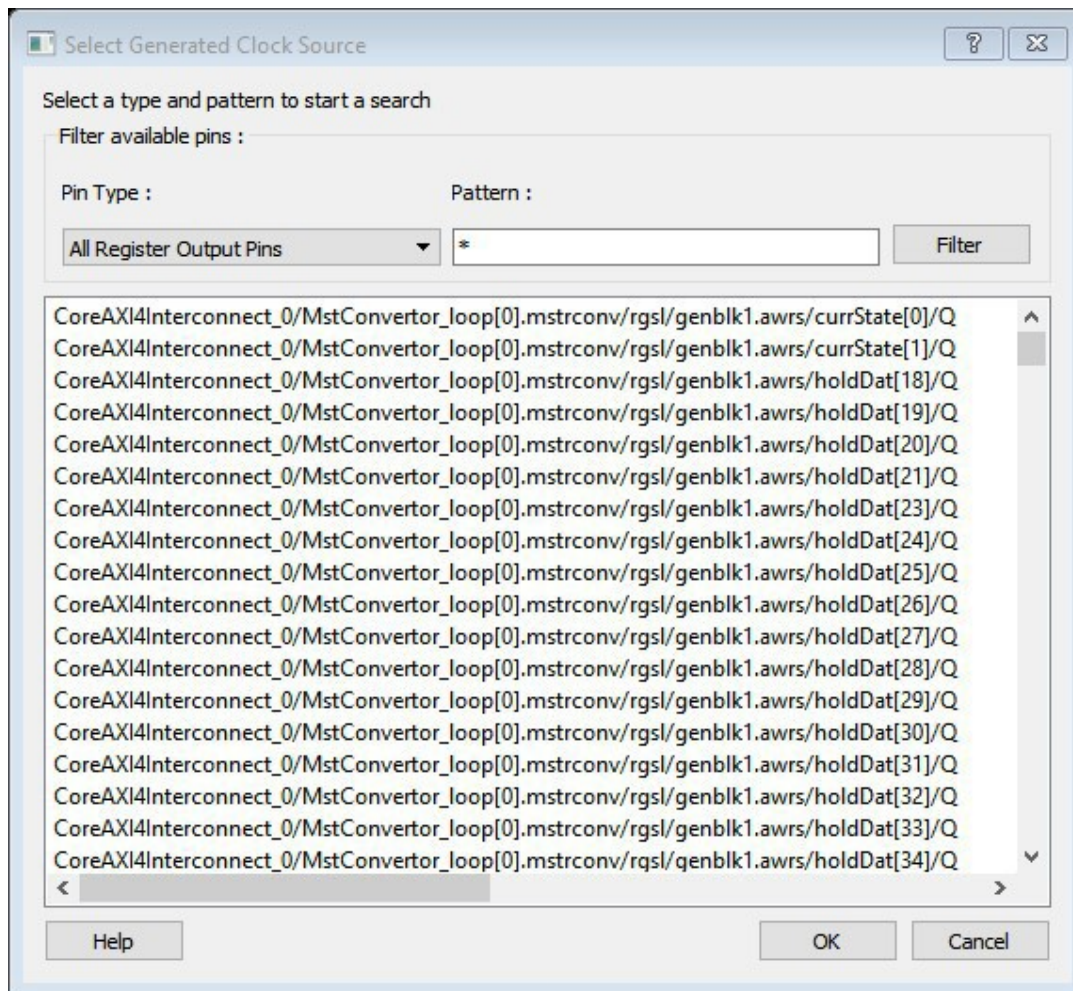 Select Generated Clock Source
Select a type and pattern to start a search
Filter available pins :
Pin Type :
Pattern :
All Register Output Pins
*
Filter
CoreAXI4Interconnect_0/MstConvertor_loop[0].mstrconv/rgsl/genblk1.awrs/currState[0]/Q
CoreAXI4Interconnect_0/MstConvertor_loop[0].mstrconv/rgsl/genblk1.awrs/currState[1]/Q
CoreAXI4Interconnect_0/MstConvertor_loop[0].mstrconv/rgsl/genblk1.awrs/holdDat[18]/Q
CoreAXI4Interconnect_0/MstConvertor_loop[0].mstrconv/rgsl/genblk1.awrs/holdDat[19]/Q
CoreAXI4Interconnect_0/MstConvertor_loop[0].mstrconv/rgsl/genblk1.awrs/holdDat[20]/Q
CoreAXI4Interconnect_0/MstConvertor_loop[0].mstrconv/rgsl/genblk1.awrs/holdDat[21]/Q
CoreAXI4Interconnect_0/MstConvertor_loop[0].mstrconv/rgsl/genblk1.awrs/holdDat[23]/Q
CoreAXI4Interconnect_0/MstConvertor_loop[0].mstrconv/rgsl/genblk1.awrs/holdDat[24]/Q
CoreAXI4Interconnect_0/MstConvertor_loop[0].mstrconv/rgsl/genblk1.awrs/holdDat[25]/Q
CoreAXI4Interconnect_0/MstConvertor_loop[0].mstrconv/rgsl/genblk1.awrs/holdDat[26]/Q
CoreAXI4Interconnect_0/MstConvertor_loop[0].mstrconv/rgsl/genblk1.awrs/holdDat[27]/Q
CoreAXI4Interconnect_0/MstConvertor_loop[0].mstrconv/rgsl/genblk1.awrs/holdDat[28]/Q
CoreAXI4Interconnect_0/MstConvertor_loop[0].mstrconv/rgsl/genblk1.awrs/holdDat[29]/Q
CoreAXI4Interconnect_0/MstConvertor_loop[0].mstrconv/rgsl/genblk1.awrs/holdDat[30]/Q
CoreAXI4Interconnect_0/MstConvertor_loop[0].mstrconv/rgsl/genblk1.awrs/holdDat[31]/Q
CoreAXI4Interconnect_0/MstConvertor_loop[0].mstrconv/rgsl/genblk1.awrs/holdDat[32]/Q
CoreAXI4Interconnect_0/MstConvertor_loop[0].mstrconv/rgsl/genblk1.awrs/holdDat[33]/Q
CoreAXI4Interconnect_0/MstConvertor_loop[0].mstrconv/rgsl/genblk1.awrs/holdDat[34]/Q
Help
OK
Cancel